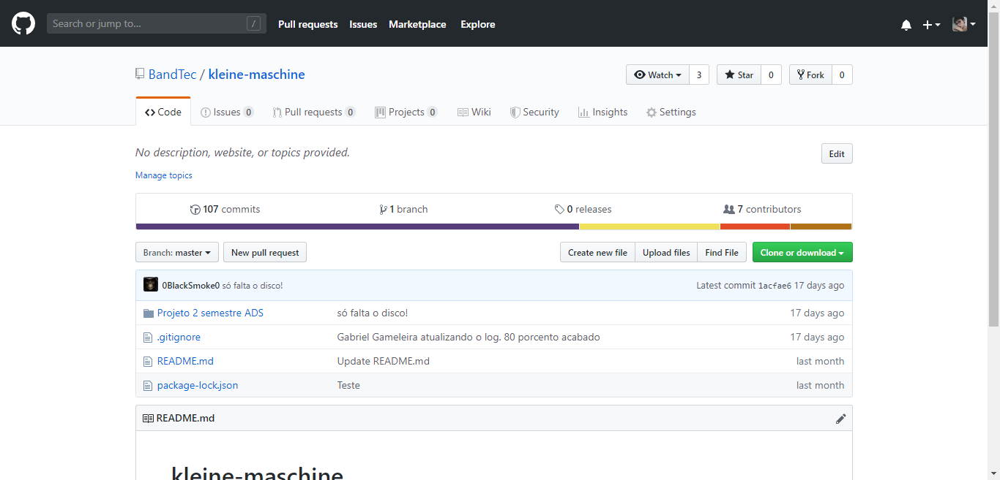 Search or jump to... / Pull requests Issues Marketplace Explore
BandTec / kleine-maschine Watch 3 Star 0 Fork 0
Code Issues 0 Pull requests 0 Projects 0 Wiki Security Insights Settings
No description, website, or topics provided. Edit
Manage topics
107 commits 1 branch 0 releases 7 contributors
Branch: master New pull request Create new file Upload files Find File Clone or download
0BlackSmoke0 só falta o disco! Latest commit 1acfae6 17 days ago
Projeto 2 semestre ADS só falta o disco! 17 days ago
.gitignore Gabriel Gameleira atualizando o log. 80 porcento acabado 17 days ago
README.md Update README.md last month
package-lock.json Teste last month
README.md
kleine-maschine